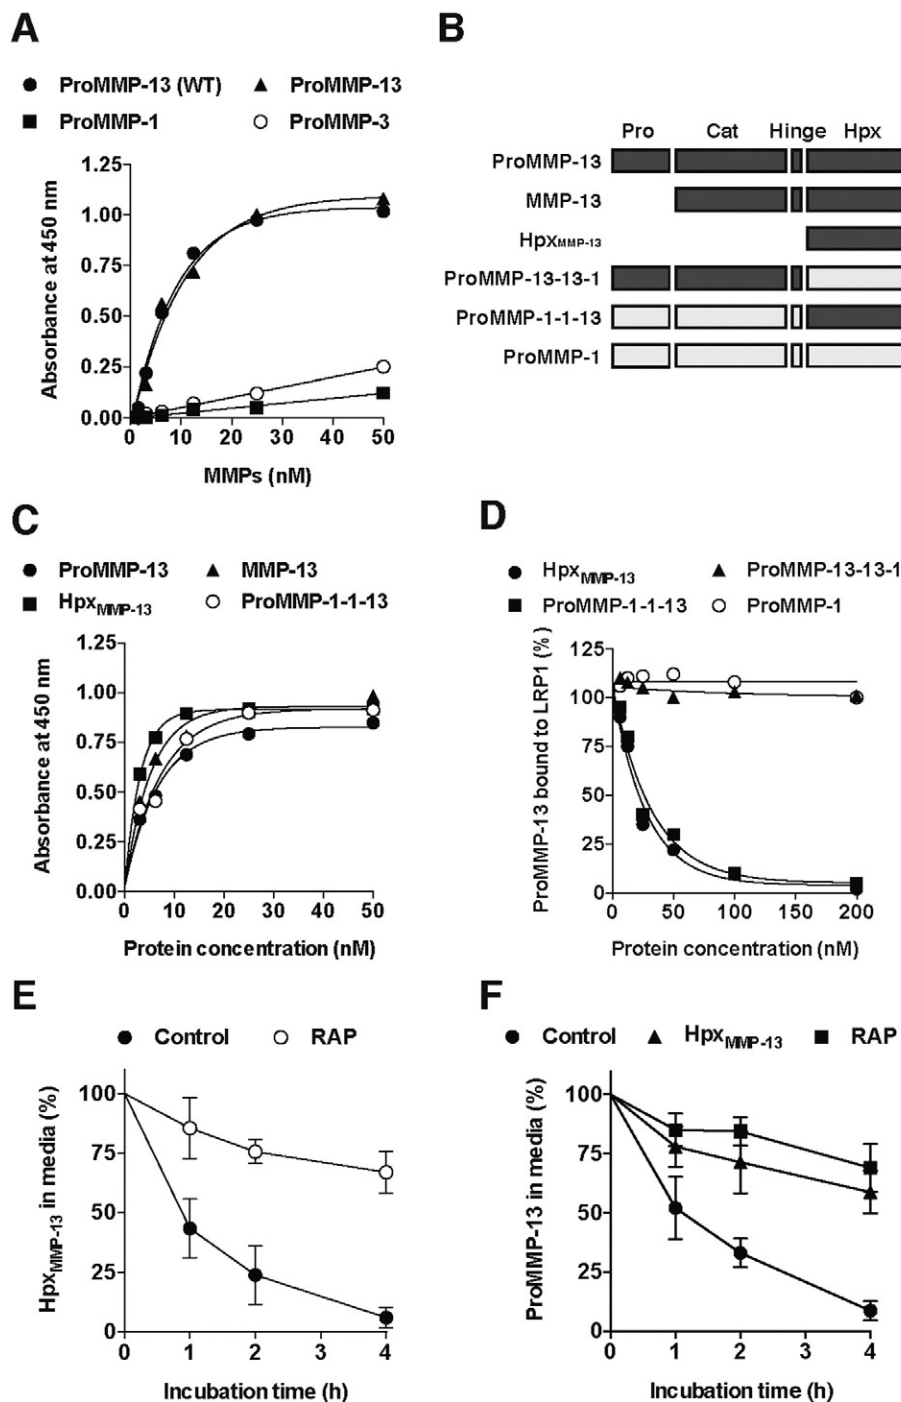 A
ProMMP-13 (WT) ProMMP-13
ProMMP-1 ProMMP-3
1.25
1.00
0.75
0.50
0.25
0.00
0 10 20 30 40 50
Absorbance at 450 nm
MMPs (nM)
B
Pro Cat Hinge Hpx
ProMMP-13
MMP-13
HpxMMP-13
ProMMP-13-13-1
ProMMP-1-1-13
ProMMP-1
C
ProMMP-13 MMP-13
HpxMMP-13 ProMMP-1-1-13
1.25
1.00
0.75
0.50
0.25
0.00
0 10 20 30 40 50
Absorbance at 450 nm
Protein concentration (nM)
D
HpxMMP-13 ProMMP-13-13-1
ProMMP-1-1-13 ProMMP-1
125
100
75
50
25
0
0 50 100 150 200
ProMMP-13 bound to LRP1 (%)
Protein concentration (nM)
E
Control RAP
100
75
50
25
0
0 1 2 3 4
HpxMMP-13 in media (%)
Incubation time (h)
F
Control HpxMMP-13 RAP
100
75
50
25
0
0 1 2 3 4
ProMMP-13 in media (%)
Incubation time (h)